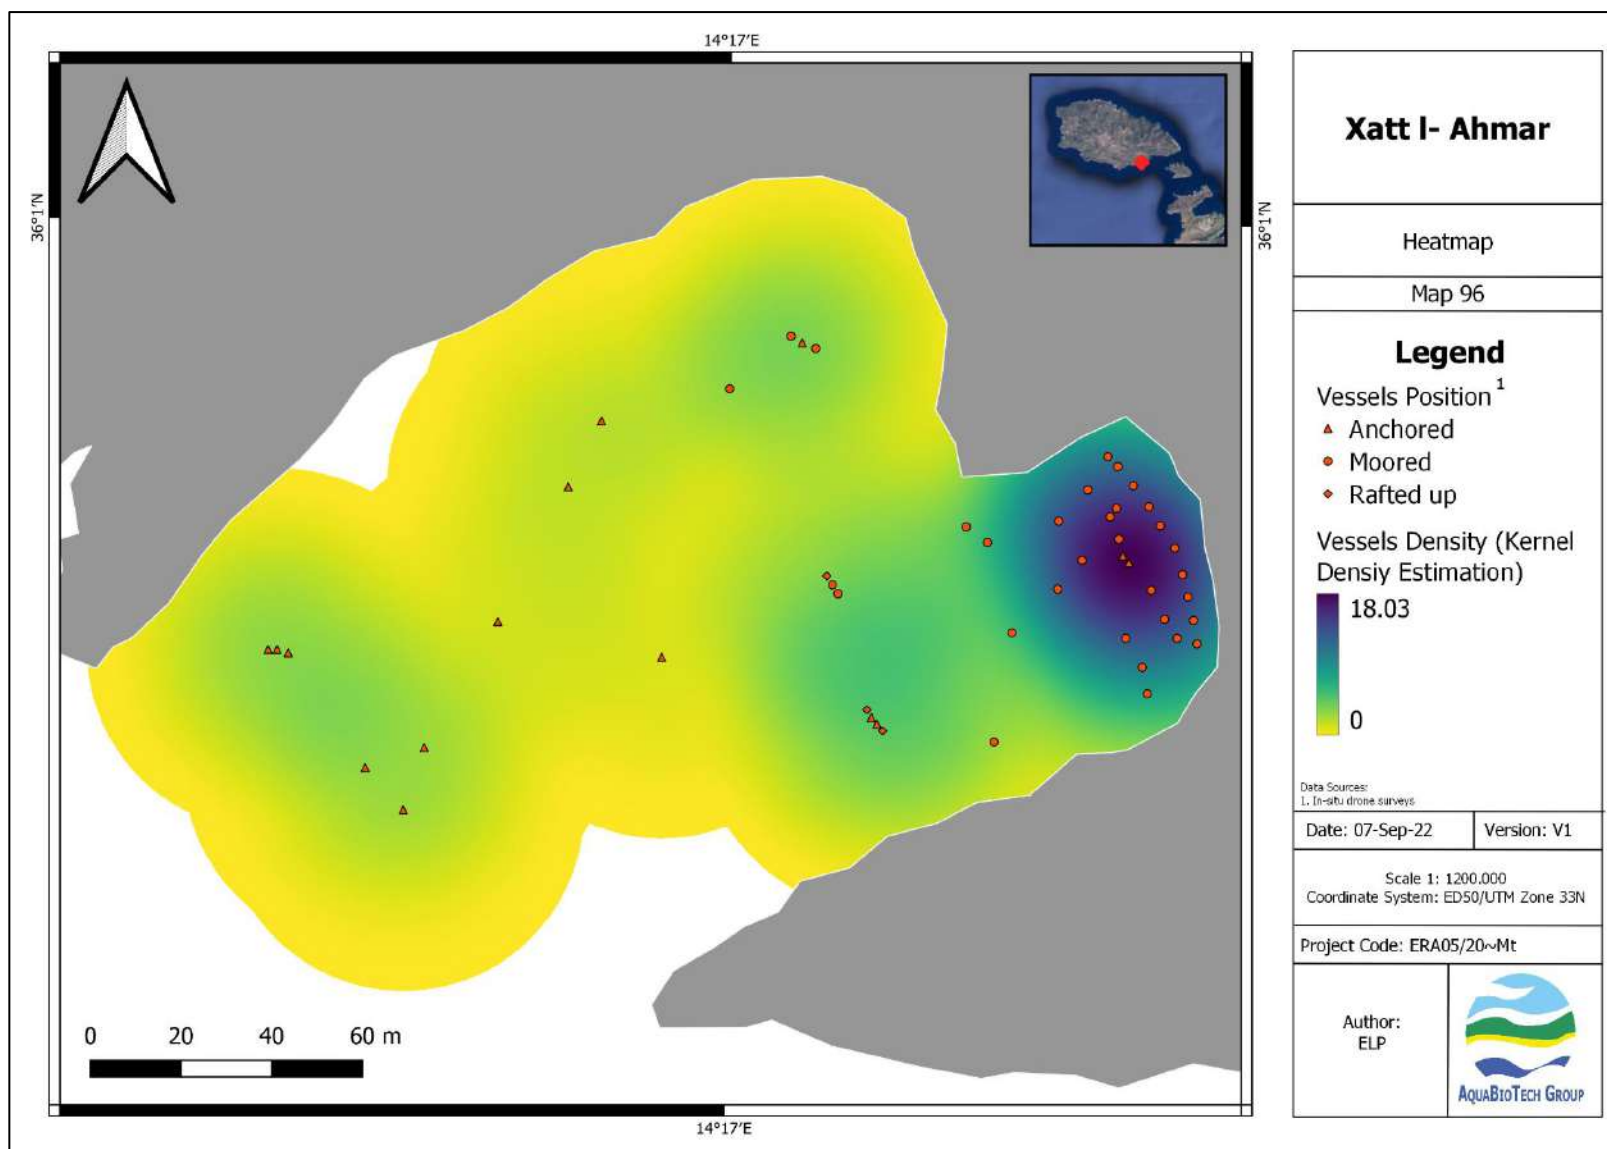 14°17'E
36°1'N
36°1'N
0 20 40 60 m
14°17'E
Xatt l- Ahmar
Heatmap
Map 96
Legend
Vessels Position 1
Anchored
Moored
Rafted up
Vessels Density (Kernel
Densiy Estimation)
18.03
0
Data Sources:
1. In-situ drone surveys
Date: 07-Sep-22 Version: V1
Scale 1: 1200.000
Coordinate System: ED50/UTM Zone 33N
Project Code: ERA05/20~Mt
Author:
ELP
AQUABIOTECH GROUP